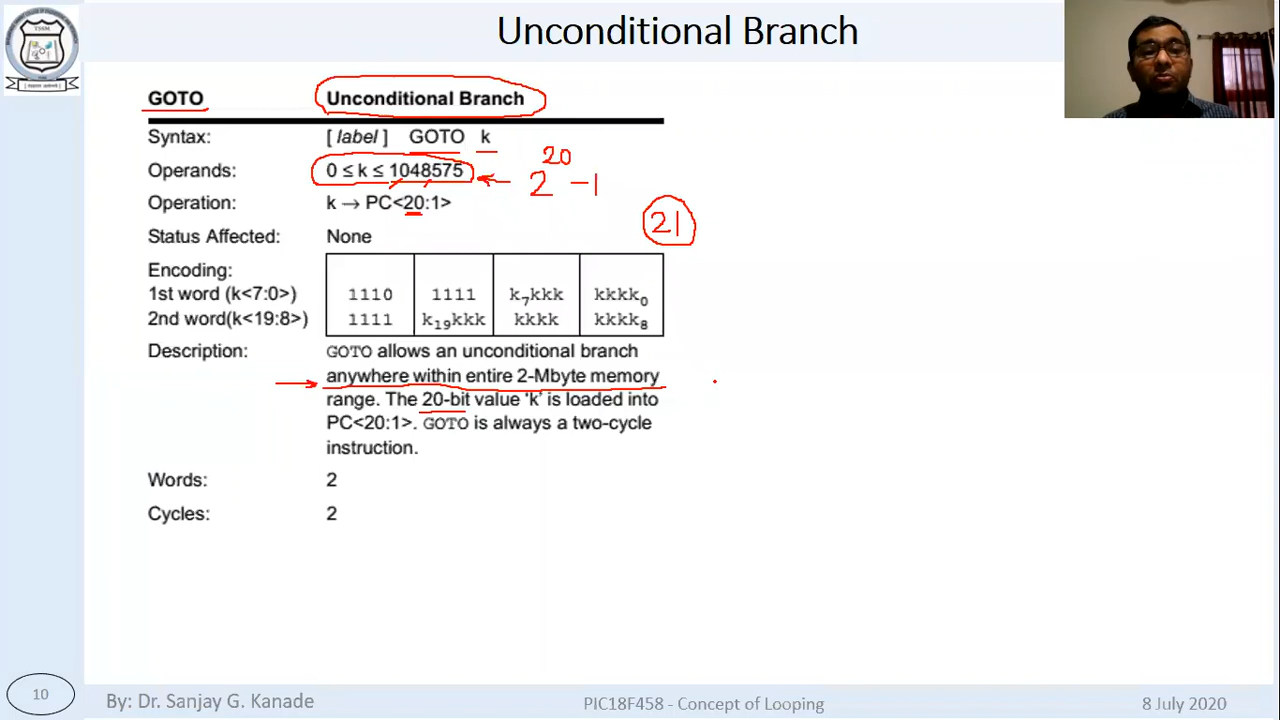 Unconditional Branch
TSSM
GOTO Unconditional Branch
Syntax: [ label ] GOTO k
20
Operands: 0 ≤ k ≤ 1048575 2 -1
Operation: k → PC<20:1>
21
Status Affected: None
Encoding:
1st word (k<7:0>) 1110 1111 k7kkk kkkk0
2nd word(k<19:8>) 1111 k19kkk kkkk kkkk8
Description: GOTO allows an unconditional branch
anywhere within entire 2-Mbyte memory
range. The 20-bit value ‘k’ is loaded into
PC<20:1>. GOTO is always a two-cycle
instruction.
Words: 2
Cycles: 2
10 By: Dr. Sanjay G. Kanade PIC18F458 - Concept of Looping 8 July 2020